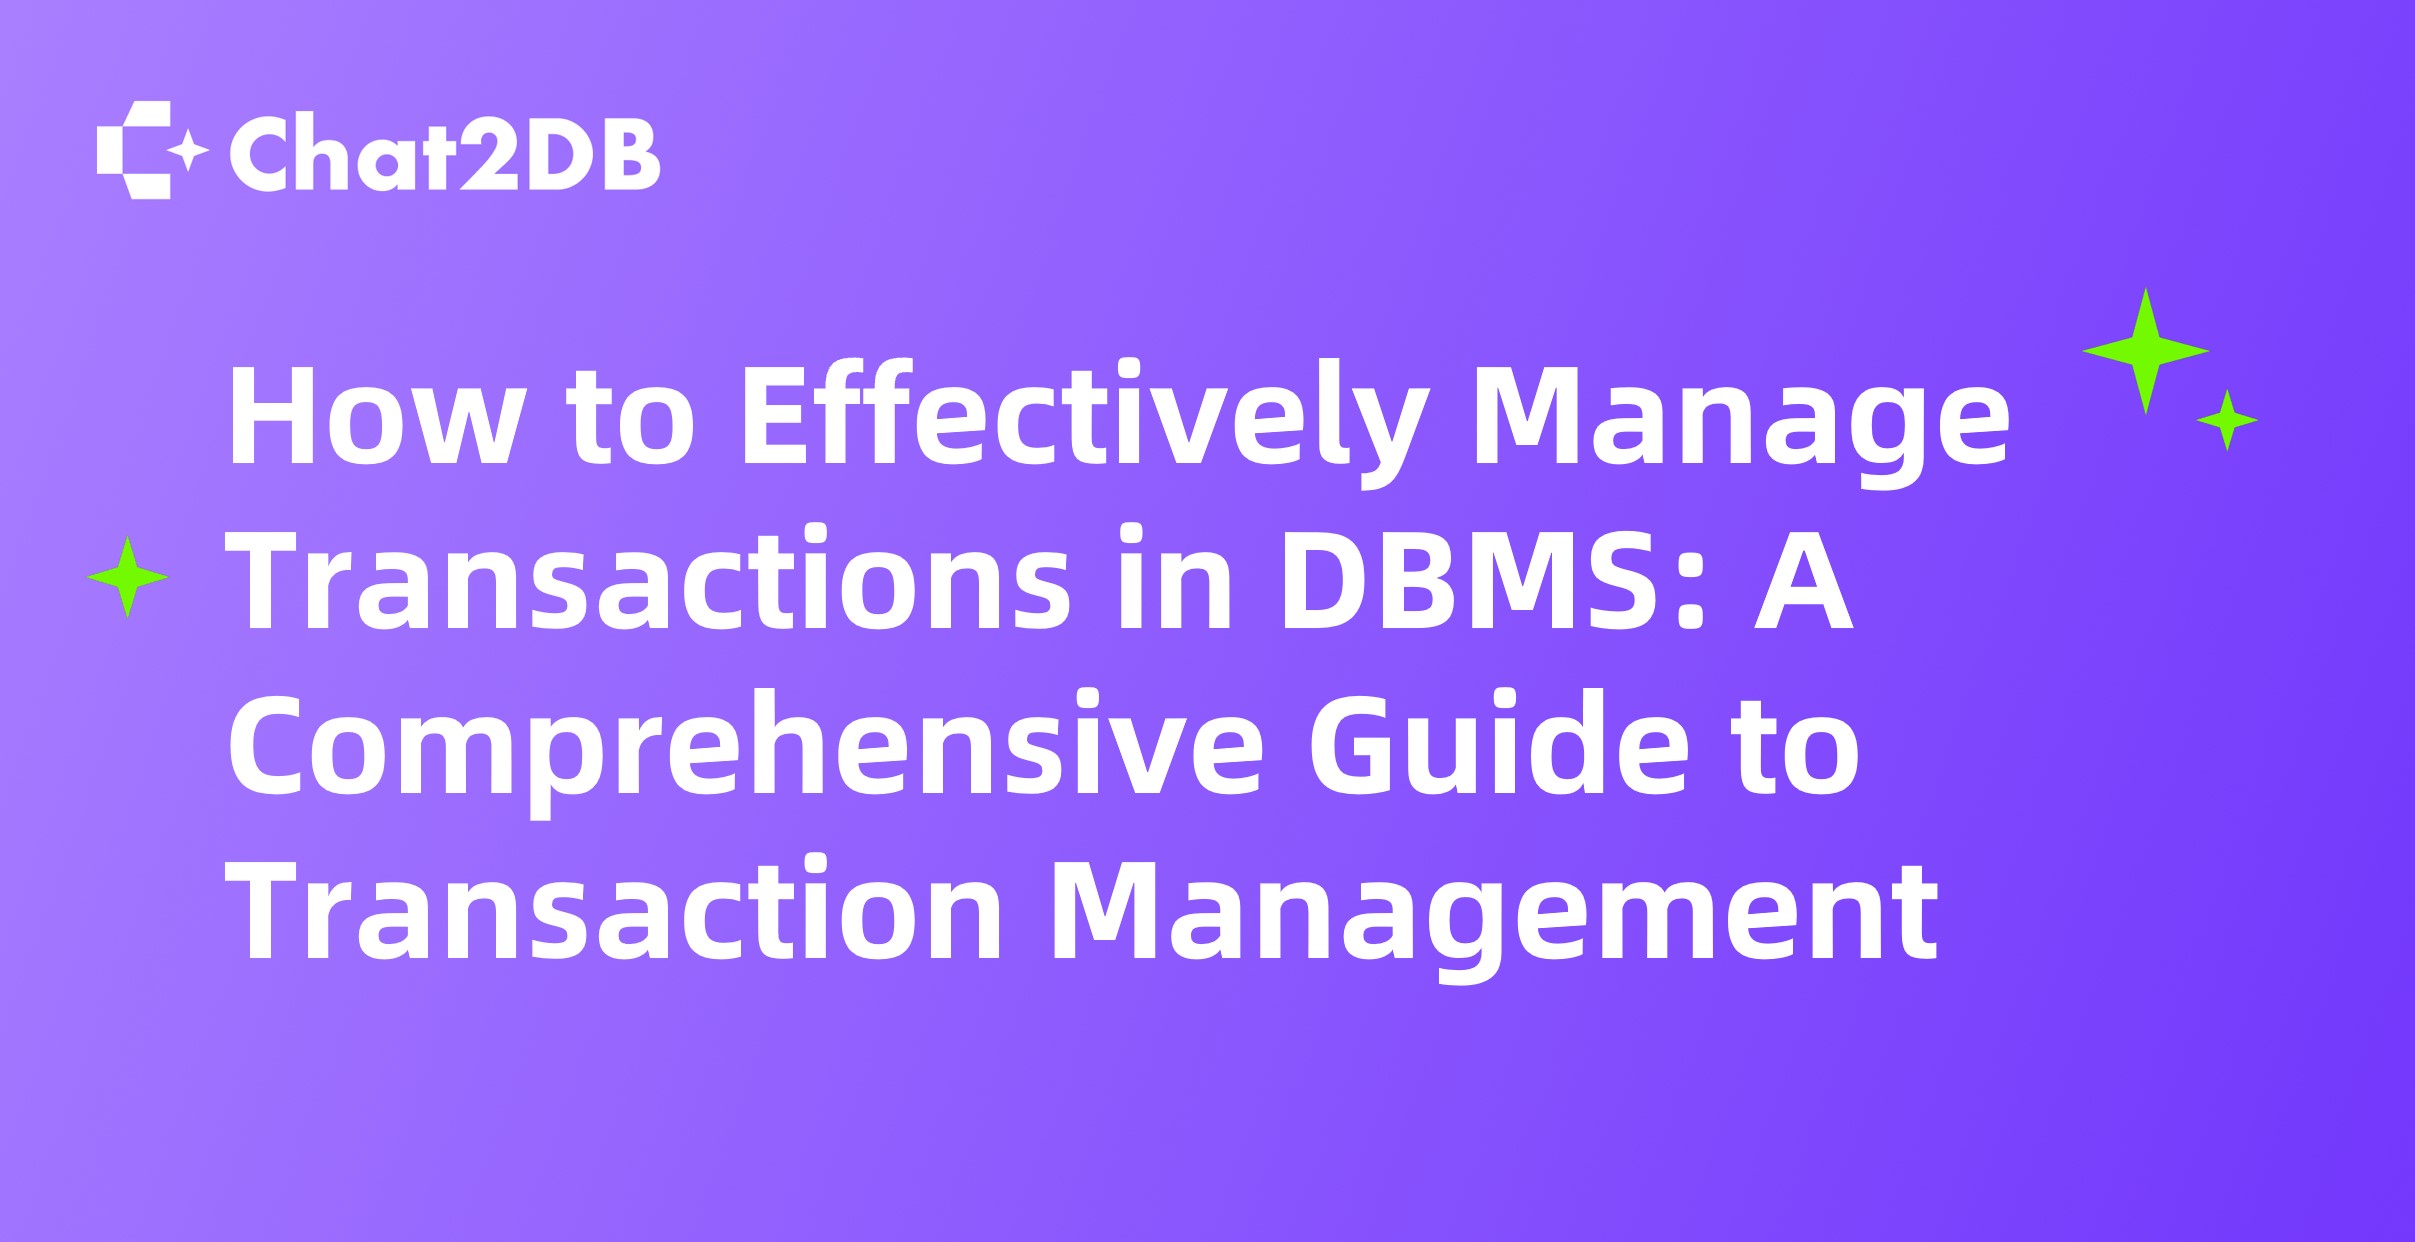 Chat2DB
How to Effectively Manage
Transactions in DBMS: A
Comprehensive Guide to
Transaction Management